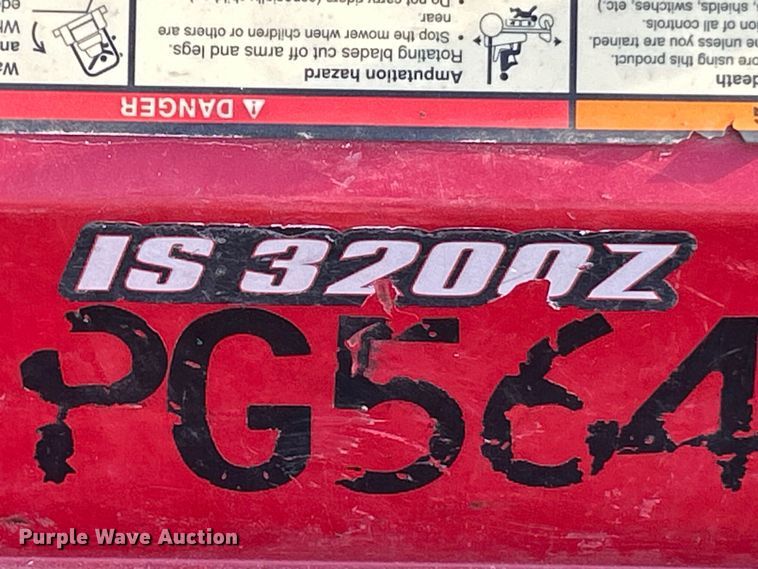 DANGER
Amputation hazard
Rotating blades cut off arms and legs.
• Stop the mower when children or others are
near.
death
using this product.
unless you are trained.
of all controls.
shields, switches, etc.)
IS 3200Z
PG564
Purple Wave Auction